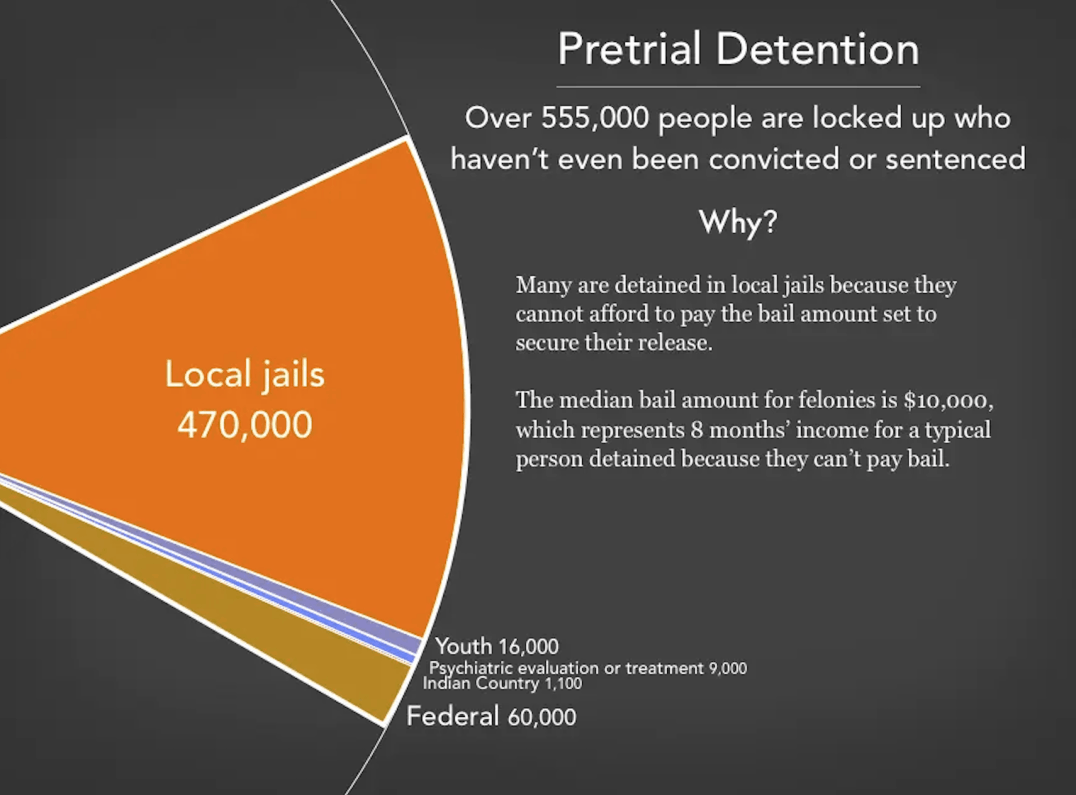 Pretrial Detention
Over 555,000 people are locked up who
haven't even been convicted or sentenced
Why?
Many are detained in local jails because they
cannot afford to pay the bail amount set to
secure their release.
The median bail amount for felonies is $10,000,
which represents 8 months' income for a typical
person detained because they can't pay bail.
Local jails
470,000
Youth 16,000
Psychiatric evaluation or treatment 9,000
Indian Country 1,100
Federal 60,000